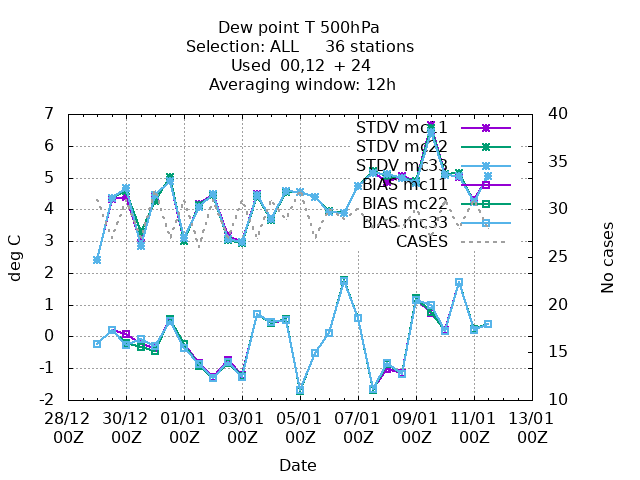 Dew point T 500hPa
Selection: ALL 36 stations
Used 00,12 + 24
Averaging window: 12h
7
6
5
4
3
2
1
0
-1
-2
deg C
40
35
30
25
20
15
10
No cases
STDV mc11
STDV mc22
STDV mc33
BIAS mc11
BIAS mc22
BIAS mc33
CASES
28/12 30/12 01/01 03/01 05/01 07/01 09/01 11/01 13/01
00Z 00Z 00Z 00Z 00Z 00Z 00Z 00Z 00Z
Date